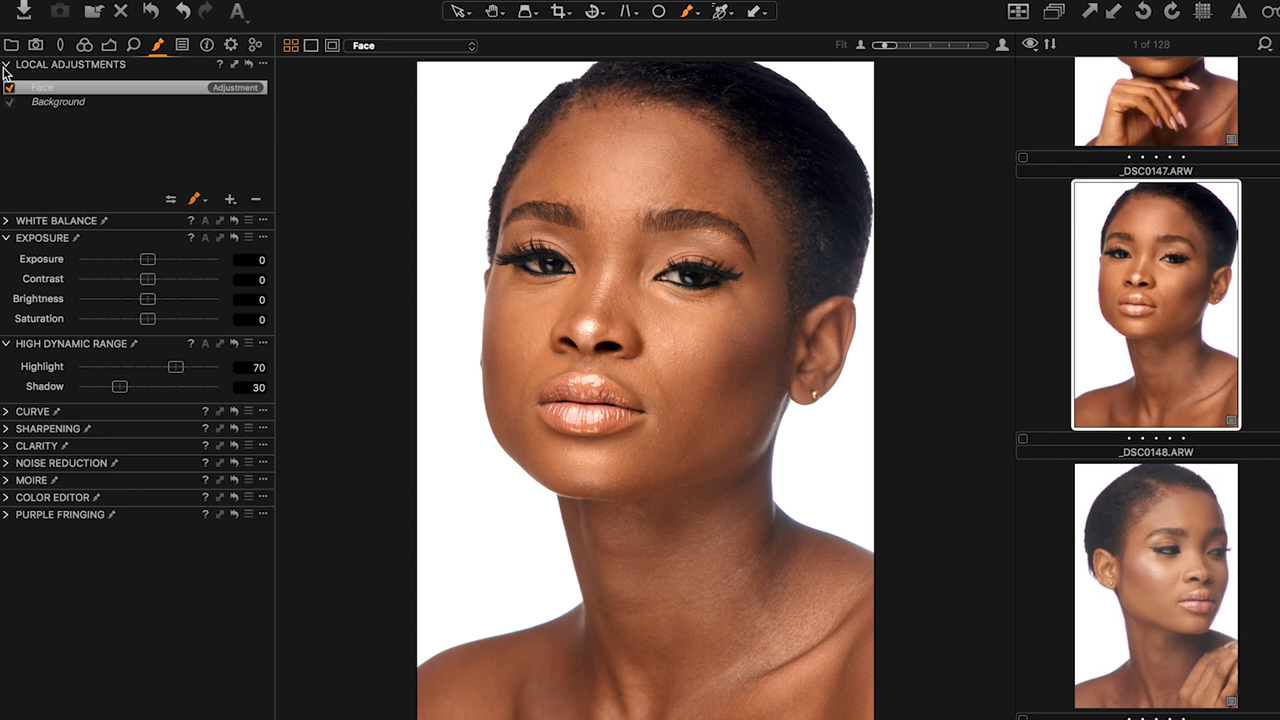 Face
Fit
1 of 128
LOCAL ADJUSTMENTS ?
Face Adjustment
Background
WHITE BALANCE ? A
EXPOSURE ? A
Exposure 0
Contrast 0
Brightness 0
Saturation 0
HIGH DYNAMIC RANGE ? A
Highlight 70
Shadow 30
CURVE ?
SHARPENING ?
CLARITY ?
NOISE REDUCTION ?
MOIRE ?
COLOR EDITOR ?
PURPLE FRINGING ?
_DSC0147.ARW
_DSC0148.ARW